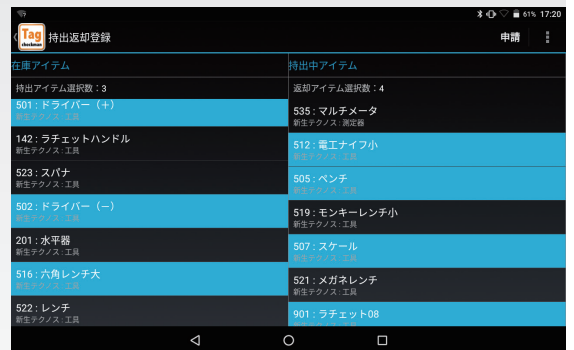 61% 17:20
Tag
checkman
持出返却登録
申請
在庫アイテム
持出アイテム選択数：3
501 : ドライバー（+）
新生テクノス : 工具
142 : ラチェットハンドル
新生テクノス : 工具
523 : スパナ
新生テクノス : 工具
502 : ドライバー（—）
新生テクノス : 工具
201 : 水平器
新生テクノス : 工具
516 : 六角レンチ大
新生テクノス : 工具
522 : レンチ
新生テクノス : 工具
持出中アイテム
返却アイテム選択数：4
535 : マルチメータ
新生テクノス : 測定器
512 : 電工ナイフ小
新生テクノス : 工具
505 : ペンチ
新生テクノス : 工具
519 : モンキーレンチ小
新生テクノス : 工具
507 : スケール
新生テクノス : 工具
521 : メガネレンチ
新生テクノス : 工具
901 : ラチェット08